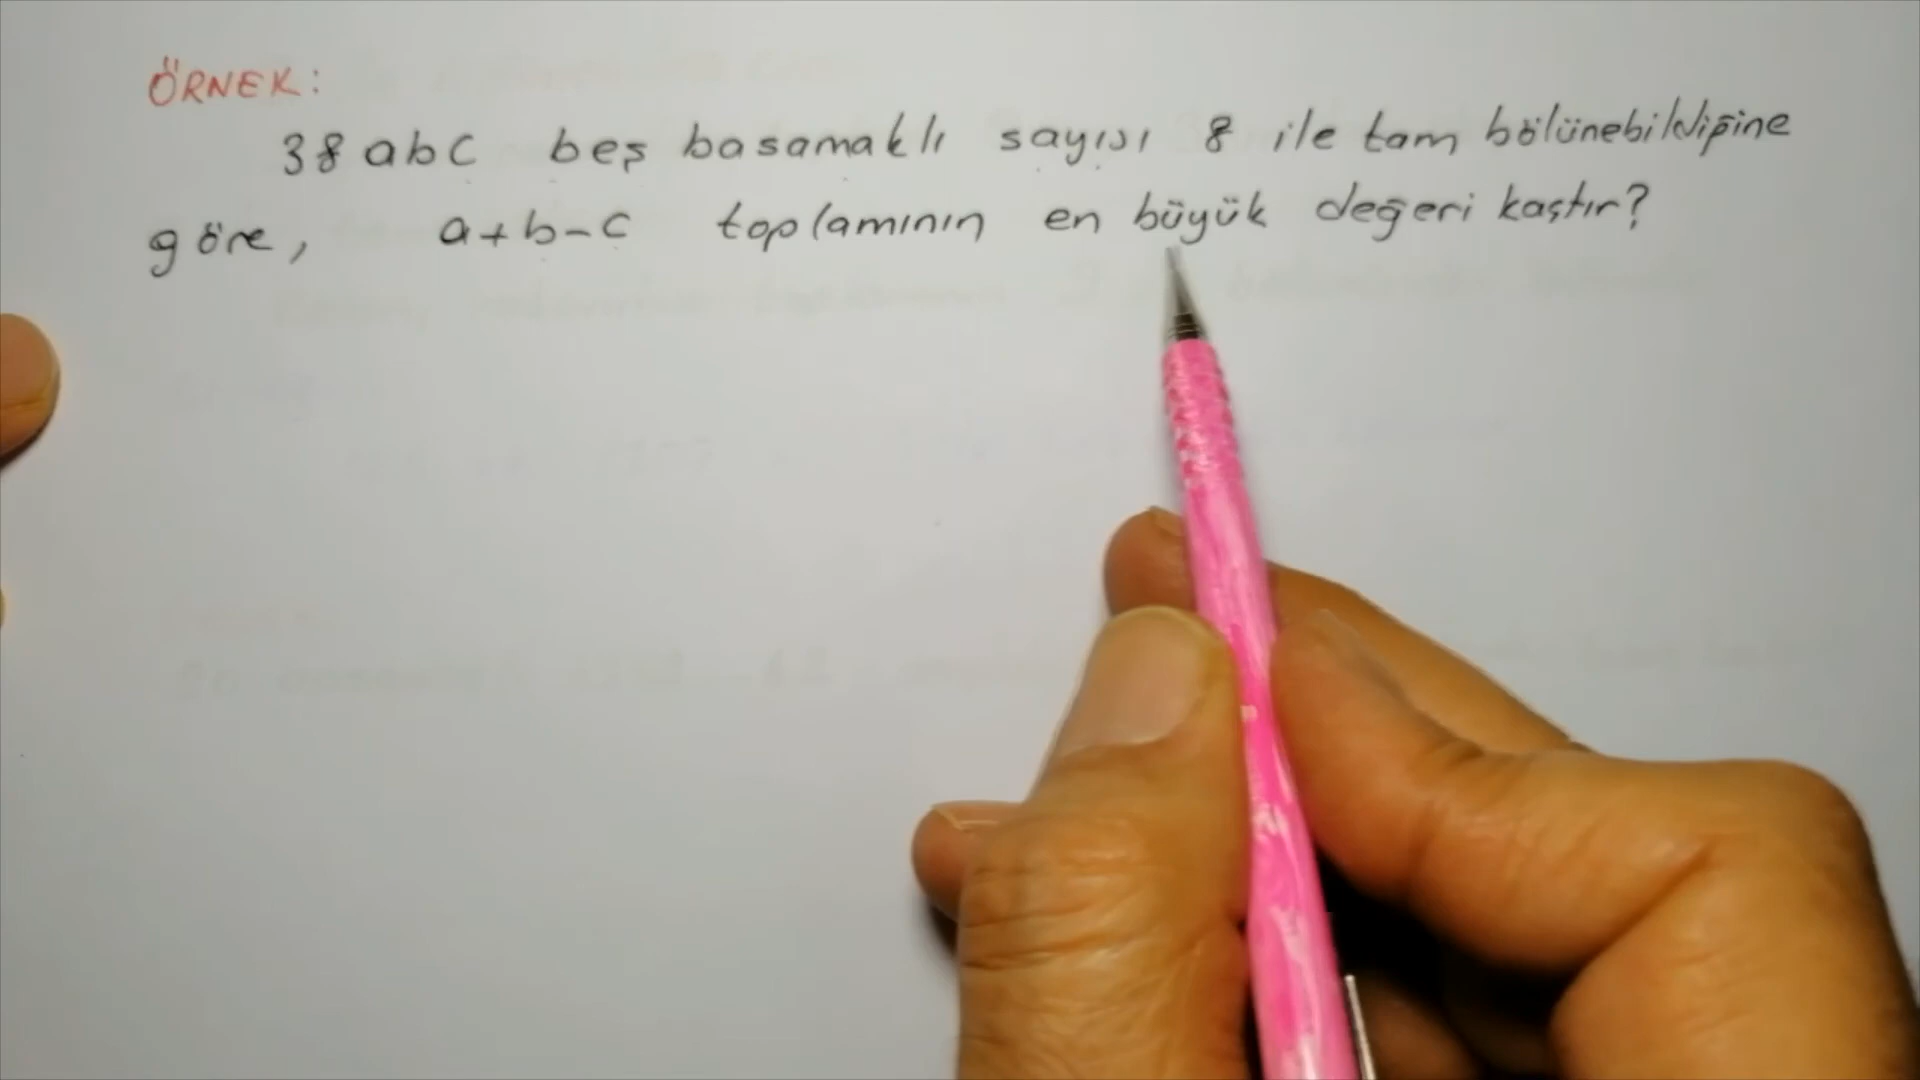 ÖRNEK:
38abc beş basamaklı sayısı 8 ile tam bölünebildiğine
göre, a+b-c toplamının en büyük değeri kaçtır?